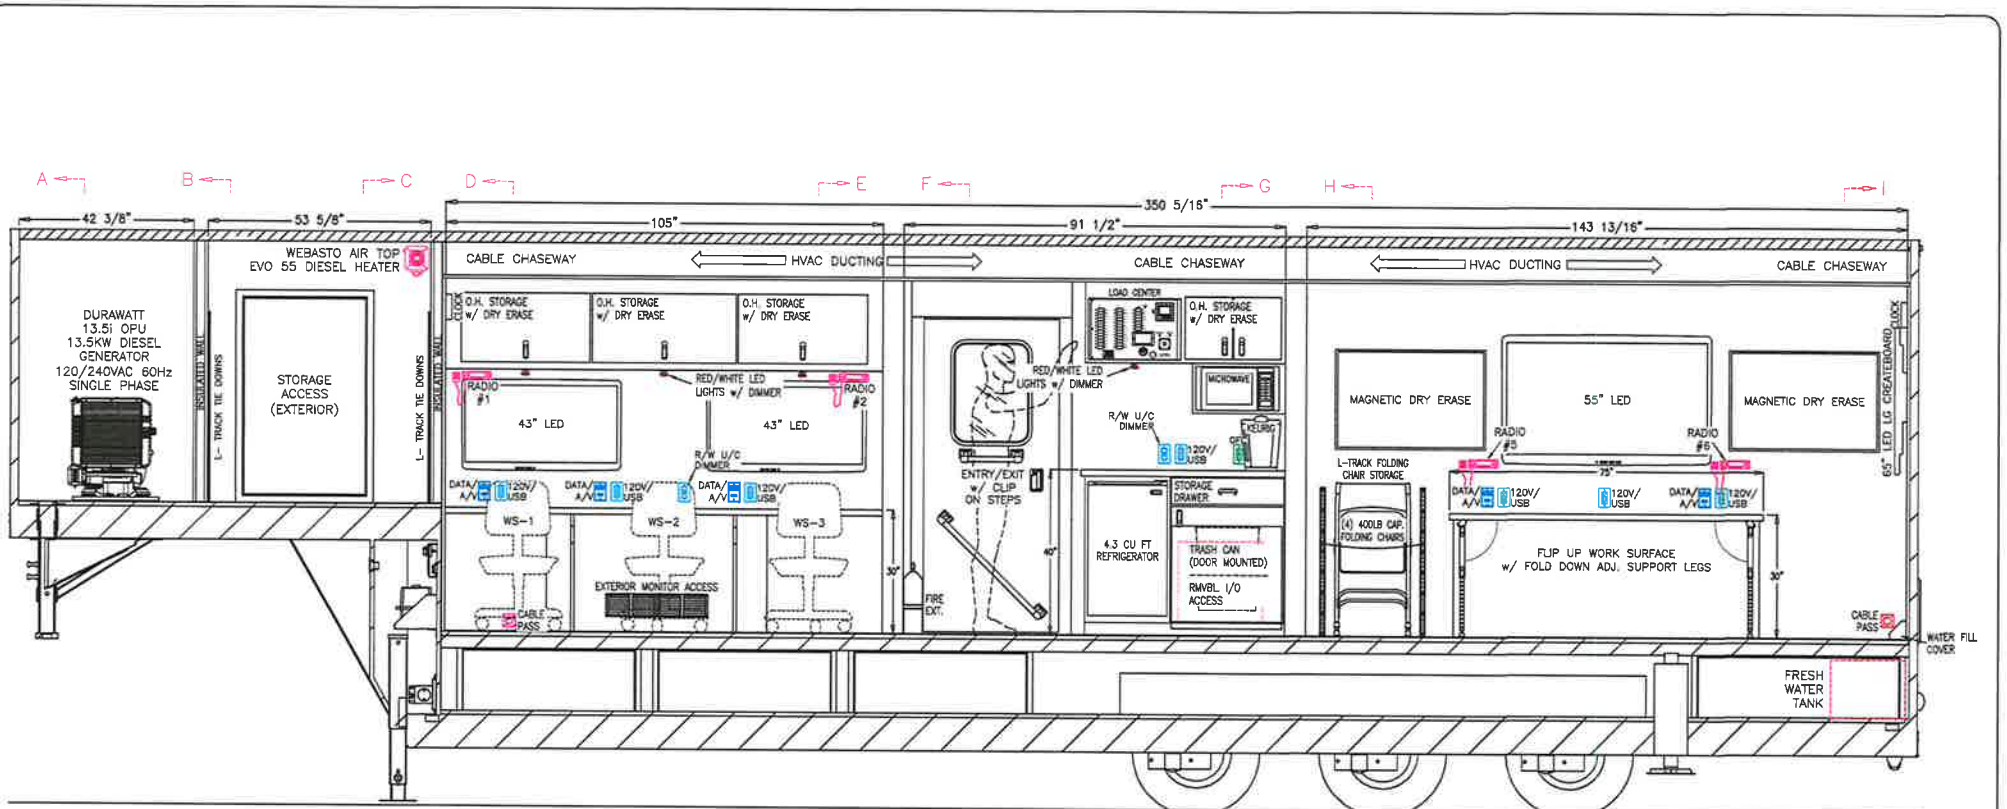 A
B
C
D
E
F
G
H
I
350 5/16"
42 3/8"
53 5/8"
105"
91 1/2"
143 13/16"
WEBASTO AIR TOP
EVO 55 DIESEL HEATER
CABLE CHASEWAY
HVAC DUCTING
CABLE CHASEWAY
HVAC DUCTING
CABLE CHASEWAY
DURAWATT
13.5i OPU
13.5KW DIESEL
GENERATOR
120/240VAC 60Hz
SINGLE PHASE
INSULATED WALL
L- TRACK TIE DOWNS
STORAGE
ACCESS
(EXTERIOR)
L- TRACK TIE DOWNS
INSULATED WALL
CLOCK
O.H. STORAGE
w/ DRY ERASE
O.H. STORAGE
w/ DRY ERASE
O.H. STORAGE
w/ DRY ERASE
RADIO
#1
43" LED
RED/WHITE LED
LIGHTS w/ DIMMER
43" LED
RADIO
#2
R/W U/C
DIMMER
DATA/
A/V
120V/
USB
DATA/
A/V
120V/
USB
DATA/
A/V
120V/
USB
WS-1
WS-2
WS-3
EXTERIOR MONITOR ACCESS
CABLE
PASS
30"
FIRE
EXT.
ENTRY/EXIT
w/ CLIP
ON STEPS
40"
LOAD CENTER
O.H. STORAGE
w/ DRY ERASE
RED/WHITE LED
LIGHTS w/ DIMMER
MICROWAVE
R/W U/C
DIMMER
120V/
USB
GFI
KEURIG
STORAGE
DRAWER
4.3 CU FT
REFRIGERATOR
TRASH CAN
(DOOR MOUNTED)
RMVBL I/O
ACCESS
MAGNETIC DRY ERASE
55" LED
MAGNETIC DRY ERASE
CLOCK
65" LED LG CREATEBOARD
L-TRACK FOLDING
CHAIR STORAGE
(4) 400LB CAP.
FOLDING CHAIRS
RADIO
#5
RADIO
#6
75"
DATA/
A/V
120V/
USB
120V/
USB
DATA/
A/V
120V/
USB
FLIP UP WORK SURFACE
w/ FOLD DOWN ADJ. SUPPORT LEGS
30"
CABLE
PASS
WATER FILL
COVER
FRESH
WATER
TANK